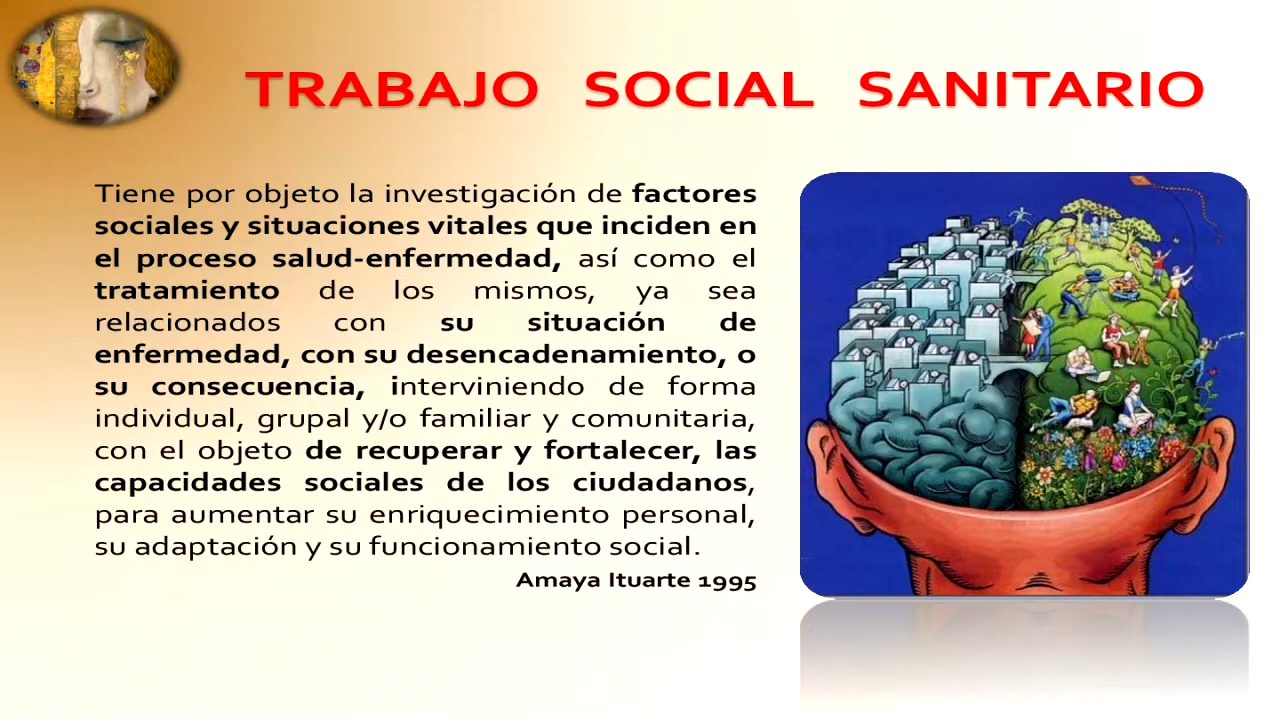 TRABAJO SOCIAL SANITARIO
Tiene por objeto la investigación de factores
sociales y situaciones vitales que inciden en
el proceso salud-enfermedad, así como el
tratamiento de los mismos, ya sea
relacionados con su situación de
enfermedad, con su desencadenamiento, o
su consecuencia, interviniendo de forma
individual, grupal y/o familiar y comunitaria,
con el objeto de recuperar y fortalecer, las
capacidades sociales de los ciudadanos,
para aumentar su enriquecimiento personal,
su adaptación y su funcionamiento social.
Amaya Ituarte 1995